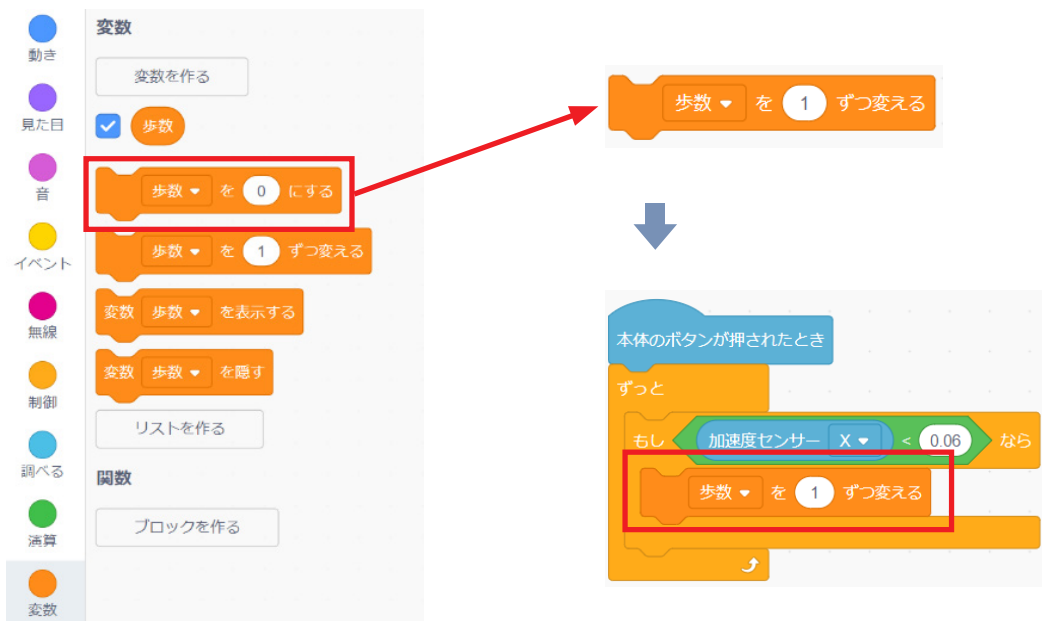 動き
見た目
音
イベント
無線
制御
調べる
演算
変数
変数
変数を作る
歩数
歩数 を 0 にする
歩数 を 1 ずつ変える
変数 歩数 を表示する
変数 歩数 を隠す
リストを作る
関数
ブロックを作る
歩数 を 1 ずつ変える
本体のボタンが押されたとき
ずっと
もし 加速度センサー X < 0.06 なら
歩数 を 1 ずつ変える